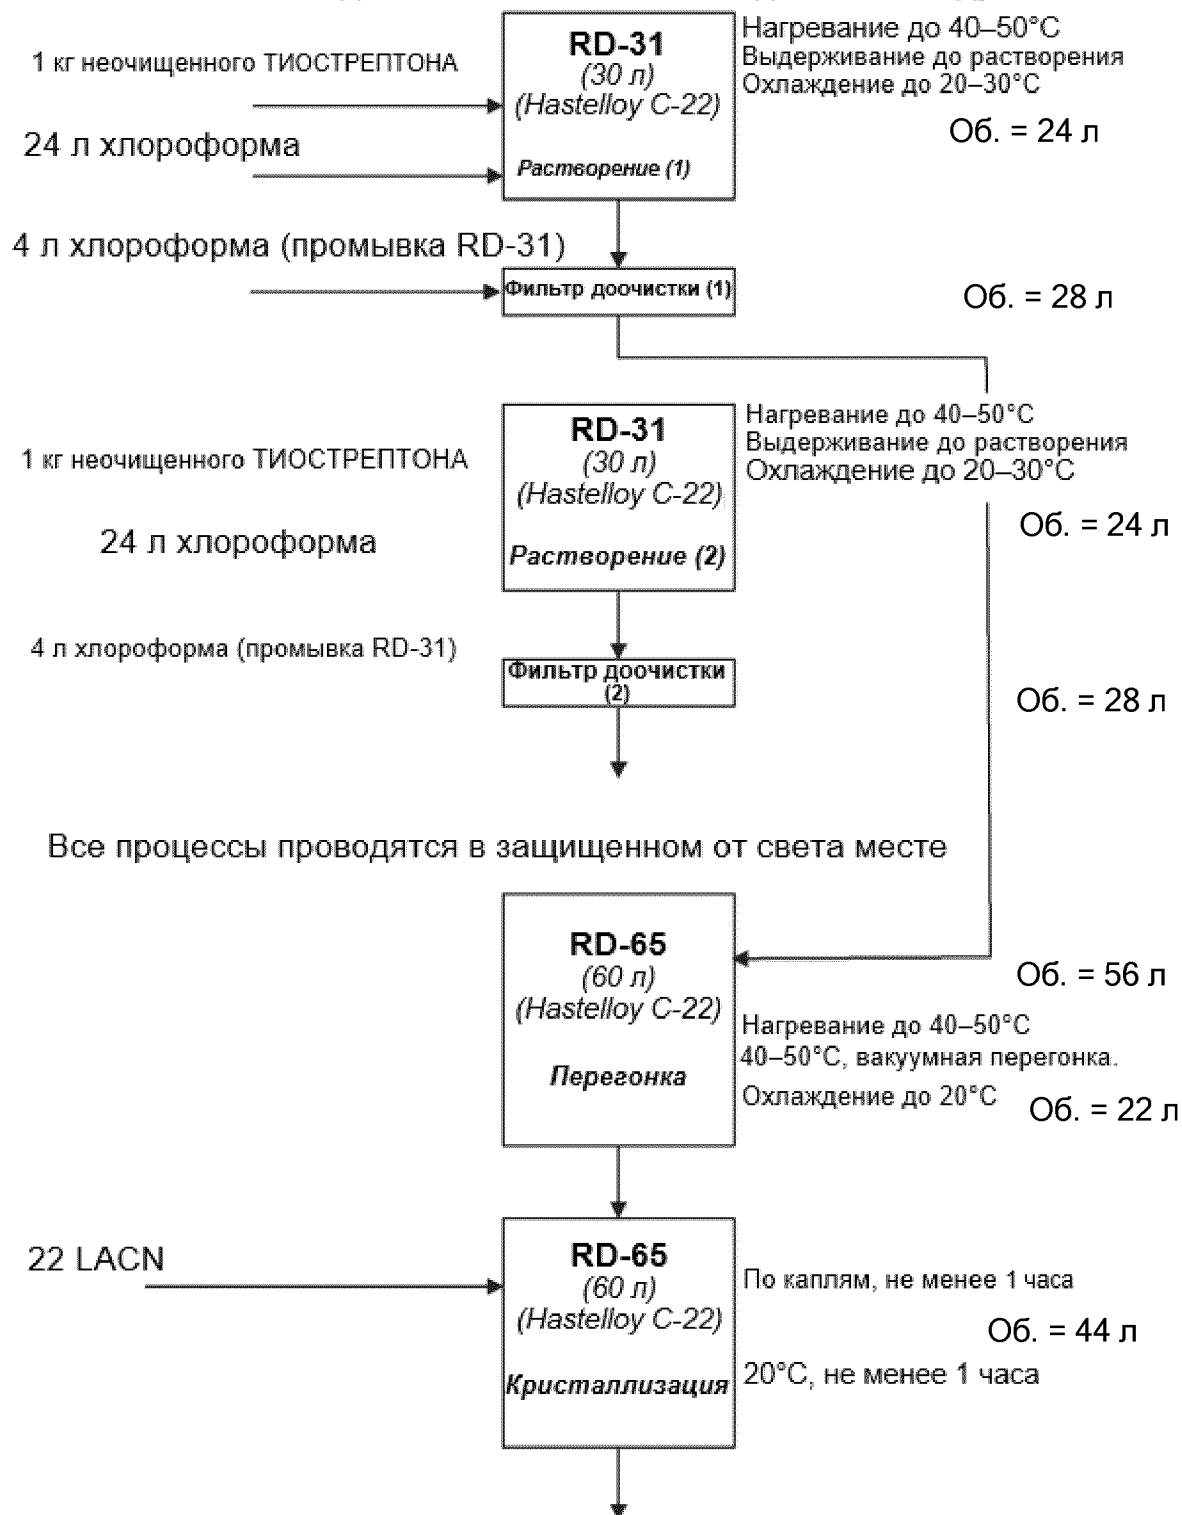 RD-31
(30 л)
(Hastelloy C-22)
Растворение (1)
1 кг неочищенного ТИОСТРЕПТОНА
24 л хлороформа
Нагревание до 40–50°C
Выдерживание до растворения
Охлаждение до 20–30°C
Об. = 24 л
4 л хлороформа (промывка RD-31)
Фильтр доочистки (1)
Об. = 28 л
RD-31
(30 л)
(Hastelloy C-22)
Растворение (2)
1 кг неочищенного ТИОСТРЕПТОНА
24 л хлороформа
Нагревание до 40–50°C
Выдерживание до растворения
Охлаждение до 20–30°C
Об. = 24 л
4 л хлороформа (промывка RD-31)
Фильтр доочистки
(2)
Об. = 28 л
Все процессы проводятся в защищенном от света месте
RD-65
(60 л)
(Hastelloy C-22)
Перегонка
Об. = 56 л
Нагревание до 40–50°C
40–50°C, вакуумная перегонка.
Охлаждение до 20°C
Об. = 22 л
22 LACN
RD-65
(60 л)
(Hastelloy C-22)
Кристаллизация
По каплям, не менее 1 часа
Об. = 44 л
20°C, не менее 1 часа